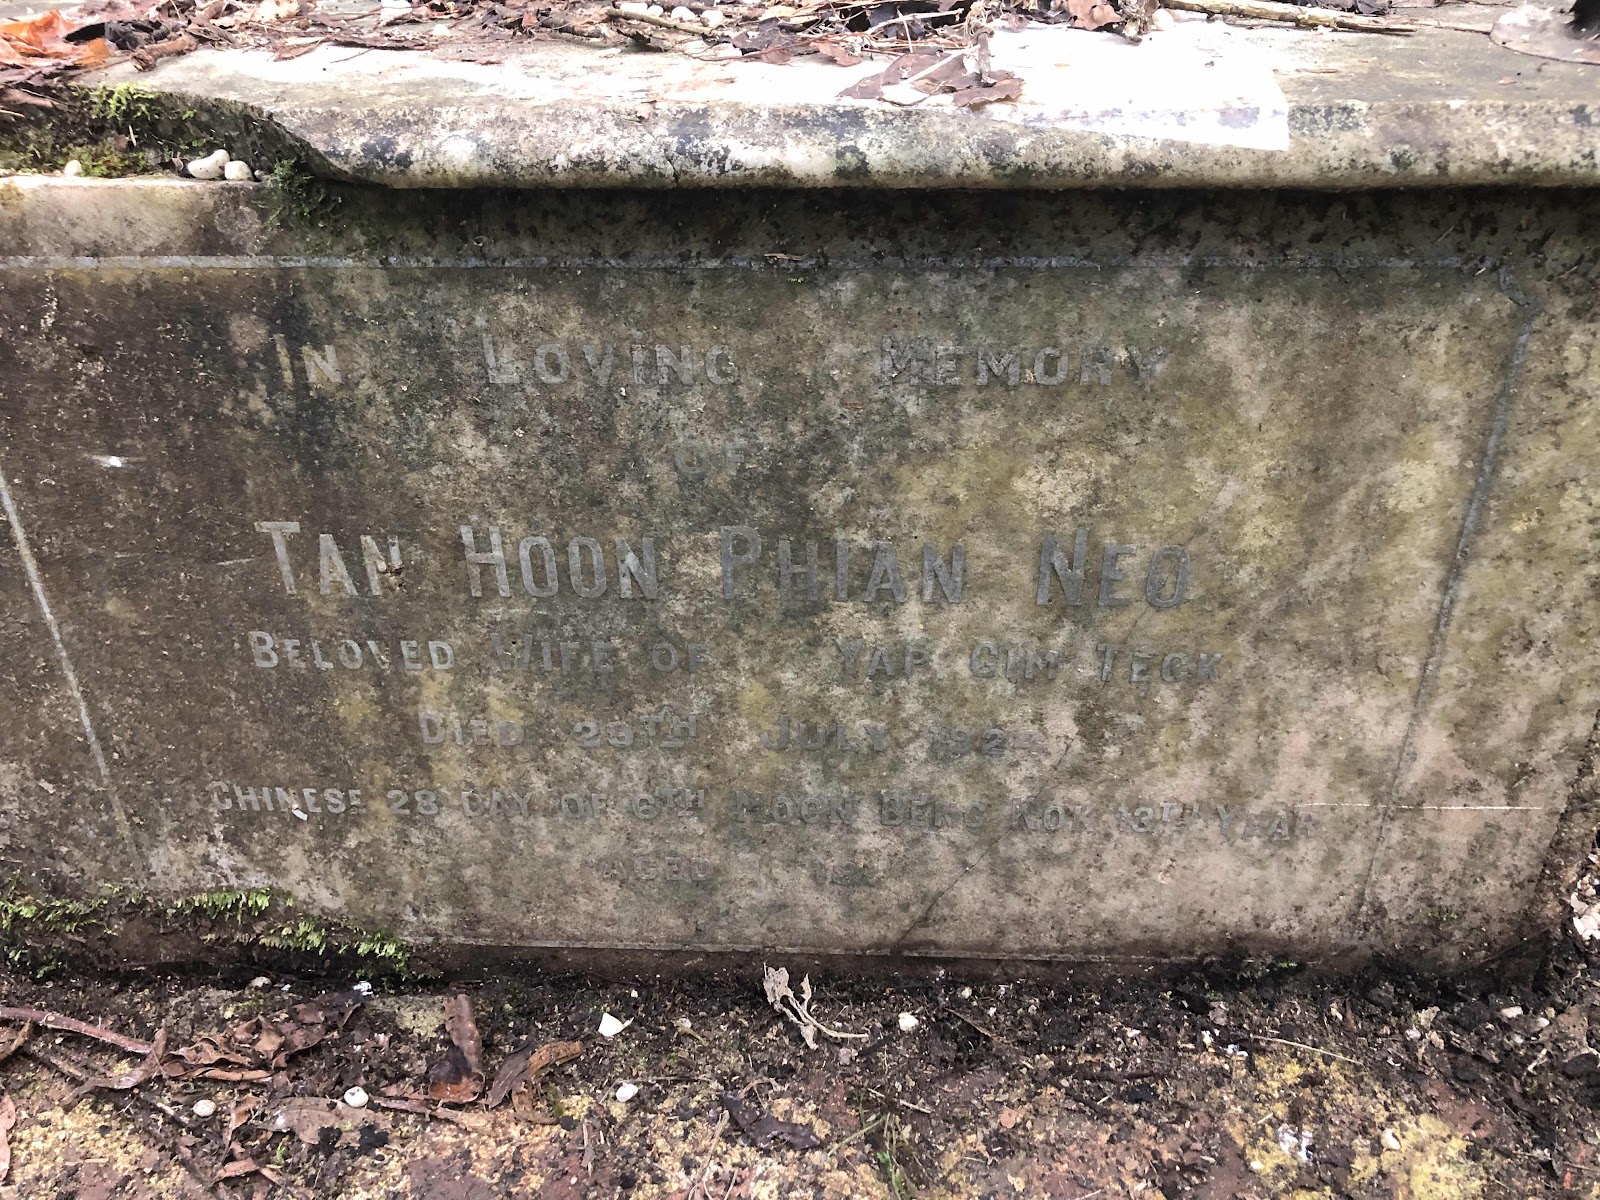 IN LOVING MEMORY
OF
TAN HOON PHIAN NEO
BELOVED WIFE OF YAP GIM TECK
DIED 29TH JULY 1924
CHINESE 28 DAY OF 6TH MOON BENG KOK 13TH YEAR
AGED